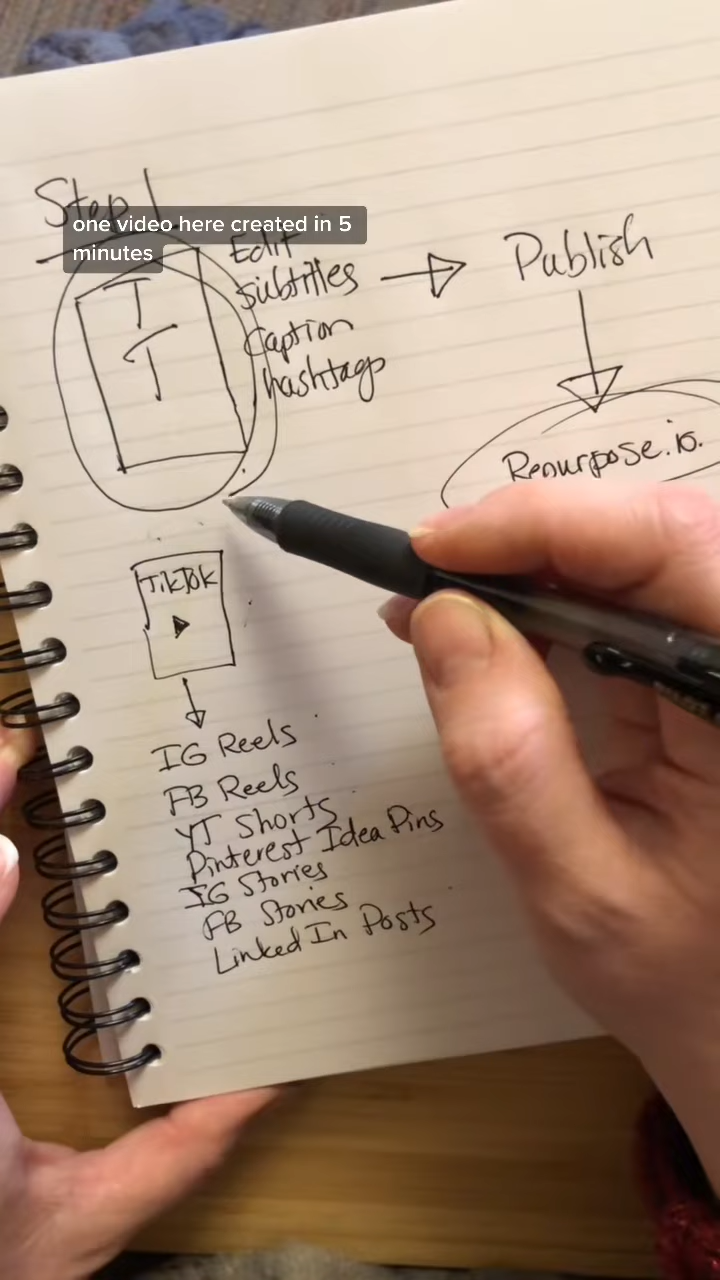 Step 1
one video here created in 5
minutes
T
T
Edit
Subtitles
Caption
hashtags
Publish
Repurpose.io.
TikTok
IG Reels
FB Reels
YT Shorts
Pinterest Idea Pins
IG Stories
FB Stories
LinkedIn Posts